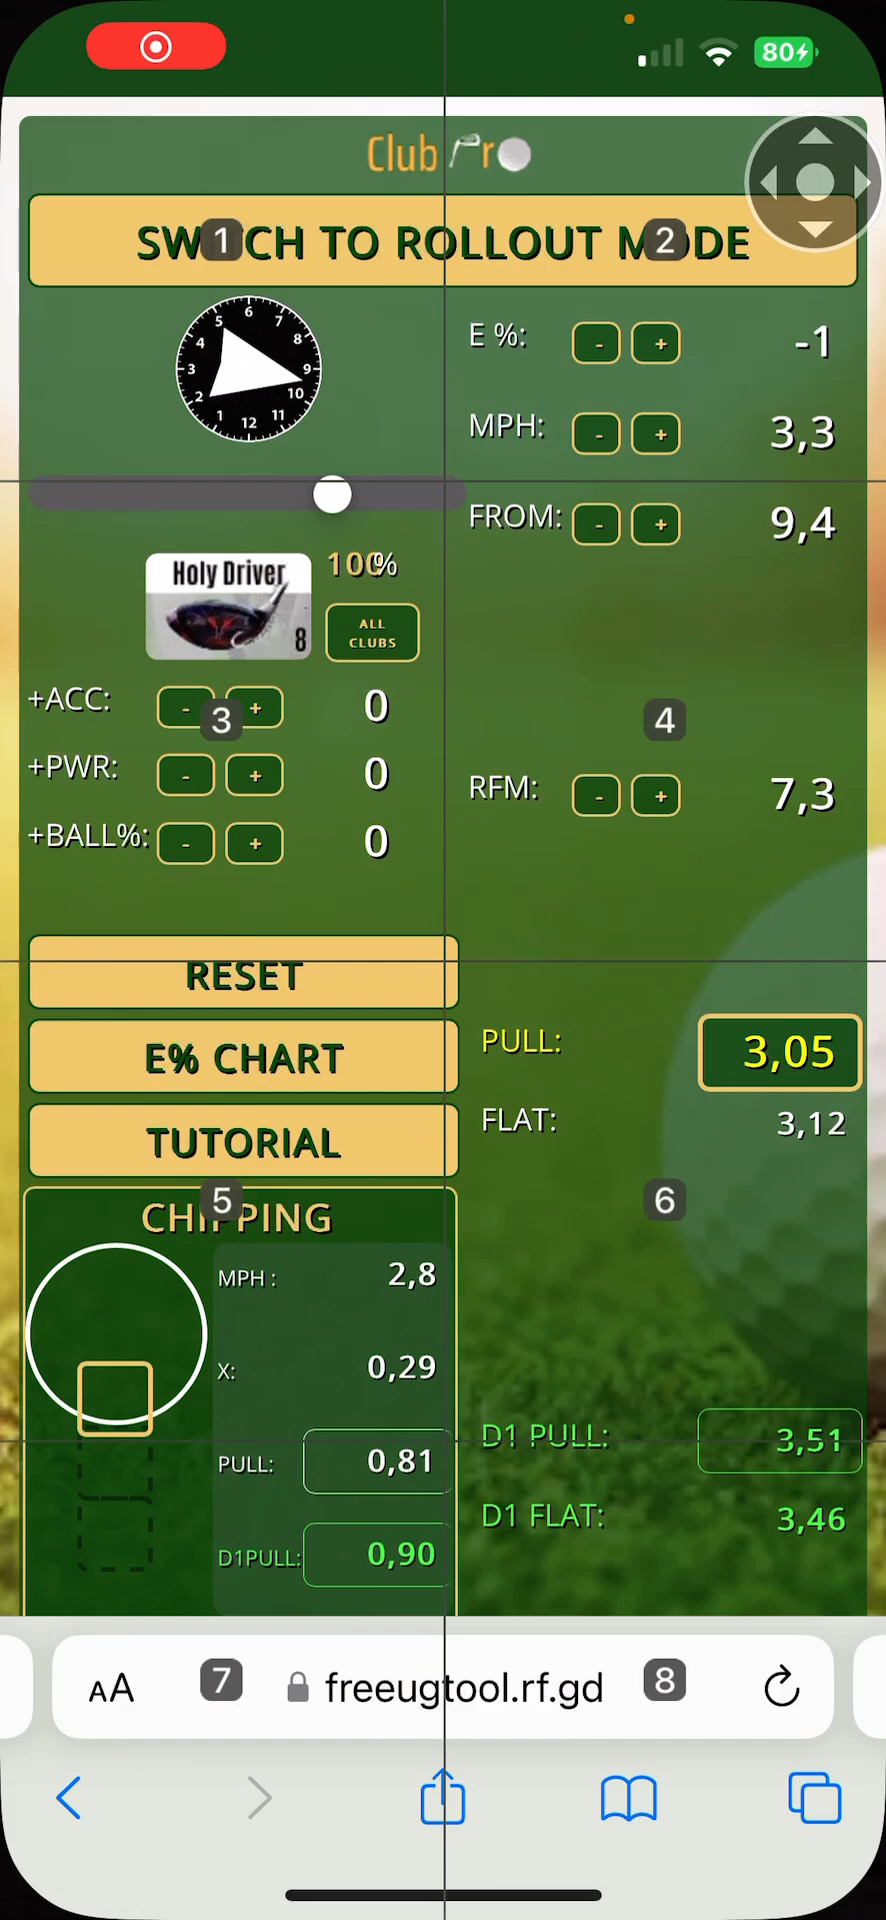 80
Club Pro
SWITCH TO ROLLOUT MODE
1
2
5 6 7
4 8
3 9
2 10
1 12 11
E %: - + -1
MPH: - + 3,3
FROM: - + 9,4
Holy Driver
8
100%
ALL
CLUBS
+ACC: - + 0
3
4
+PWR: - + 0
RFM: - + 7,3
+BALL%: - + 0
RESET
E% CHART
PULL: 3,05
TUTORIAL
FLAT: 3,12
5
6
CHIPPING
MPH : 2,8
X: 0,29
PULL: 0,81
D1PULL: 0,90
D1 PULL: 3,51
D1 FLAT: 3,46
AA
7
freeugtool.rf.gd
8